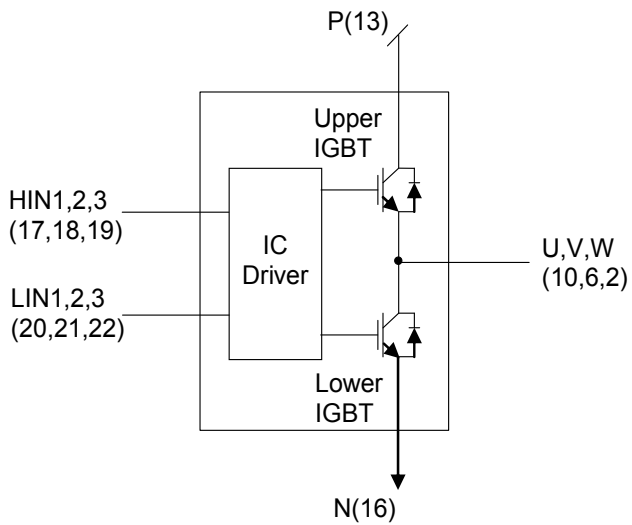 P(13)
Upper
IGBT
HIN1,2,3
(17,18,19)
IC
Driver
U,V,W
(10,6,2)
LIN1,2,3
(20,21,22)
Lower
IGBT
N(16)